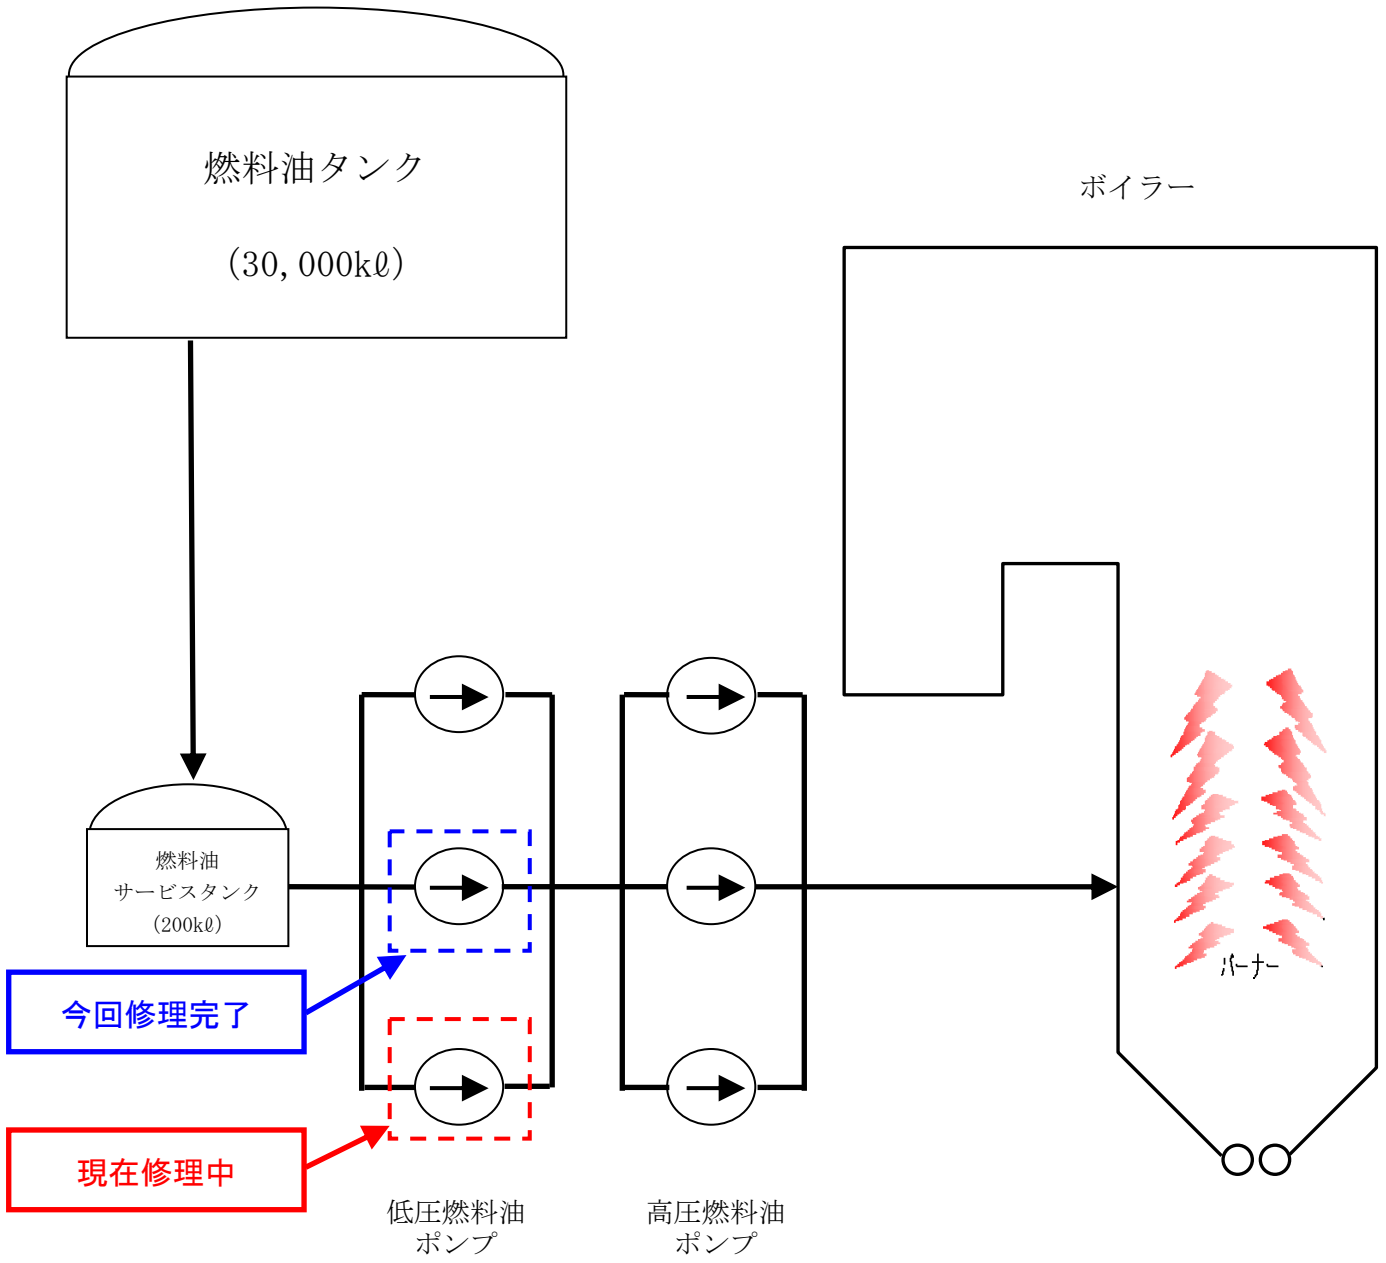 燃料油タンク
(30,000kℓ)
ボイラー
燃料油
サービスタンク
(200kℓ)
バーナー
今回修理完了
現在修理中
低圧燃料油
ポンプ
高圧燃料油
ポンプ